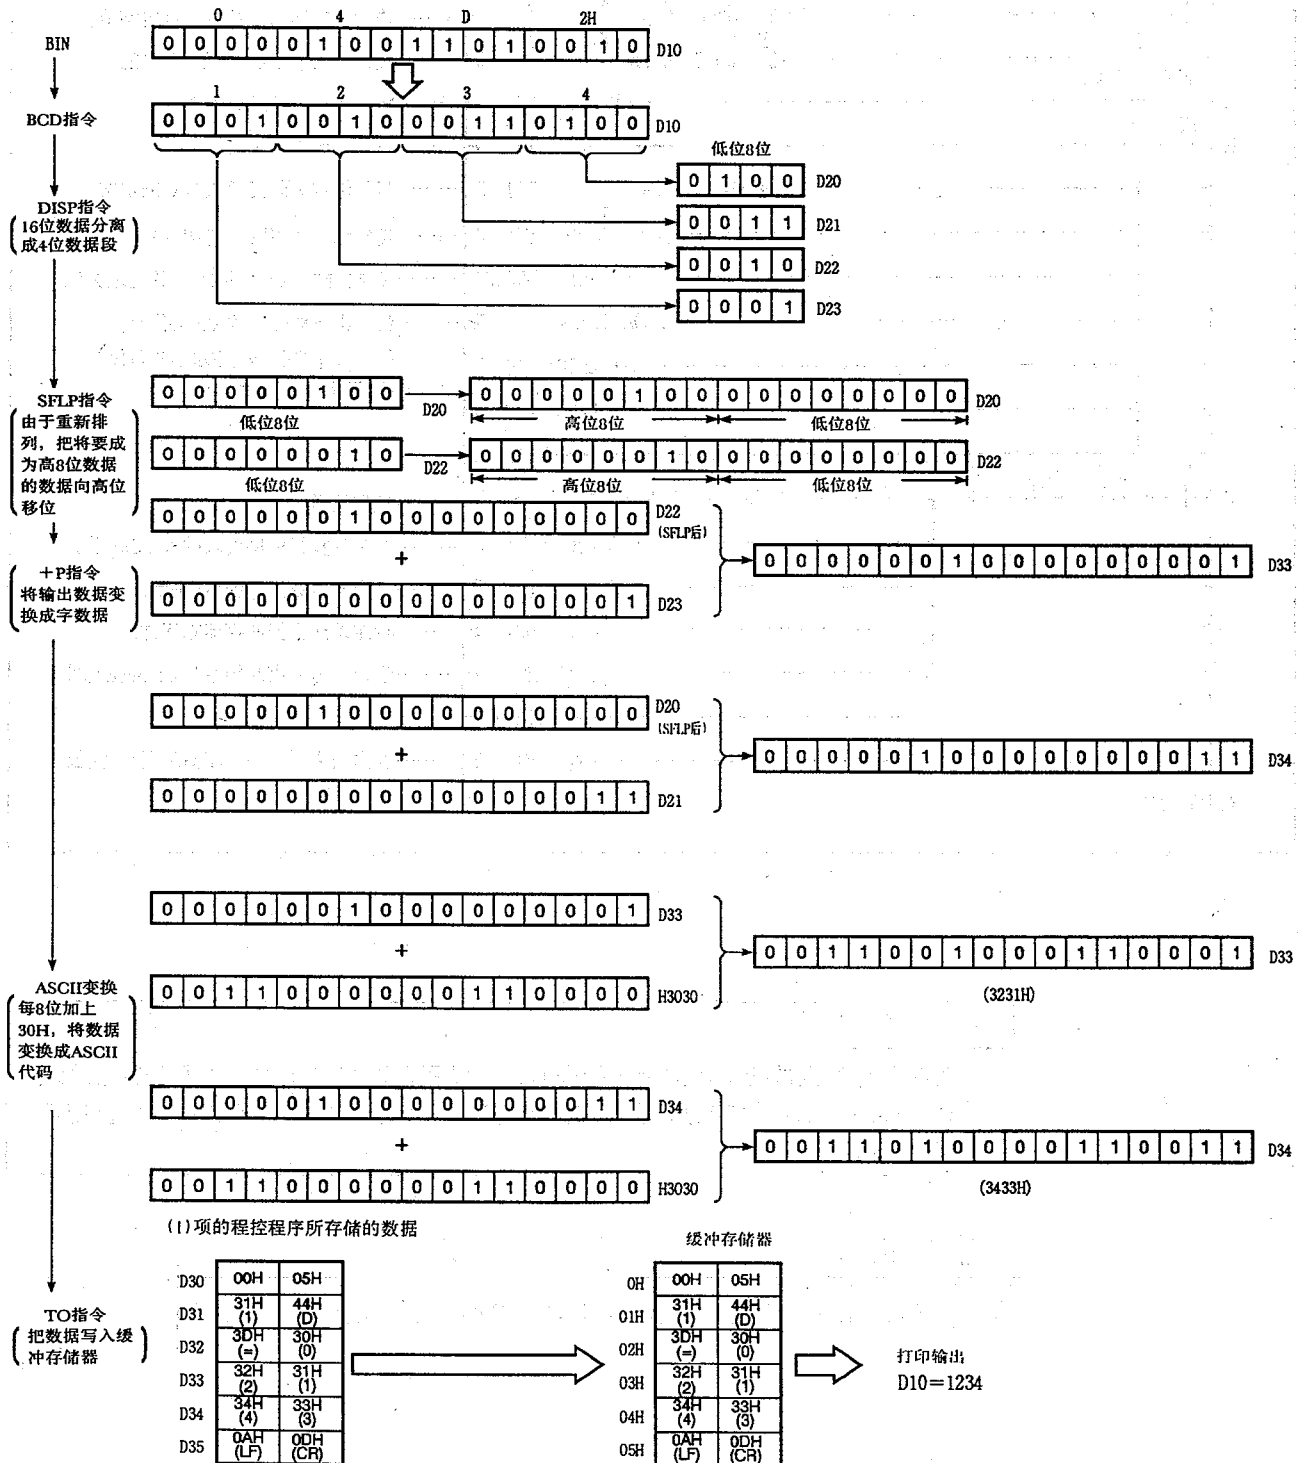 0 4 D 2H
BIN 0 0 0 0 0 1 0 0 1 1 0 1 0 0 1 0 D10
1 2 3 4
BCD指令 0 0 0 1 0 0 1 0 0 0 1 1 0 1 0 0 D10
低位8位
0 1 0 0 D20
DISP指令
16位数据分离
成4位数据段
0 0 1 1 D21
0 0 1 0 D22
0 0 0 1 D23
SFLP指令
由于重新排
列，把将要成
为高8位数据
的数据向高位
移位
0 0 0 0 0 1 0 0 D20 0 0 0 0 0 1 0 0 0 0 0 0 0 0 0 0 D20
低位8位 高位8位 低位8位
0 0 0 0 0 0 1 0 D22 0 0 0 0 0 0 1 0 0 0 0 0 0 0 0 0 D22
低位8位 高位8位 低位8位
0 0 0 0 0 0 1 0 0 0 0 0 0 0 0 0 D22
(SFLP后)
+
0 0 0 0 0 0 1 0 0 0 0 0 0 0 0 1 D33
+P指令
将输出数据变
换成字数据
0 0 0 0 0 0 0 0 0 0 0 0 0 0 0 1 D23
0 0 0 0 0 1 0 0 0 0 0 0 0 0 0 0 D20
(SFLP后)
+
0 0 0 0 0 1 0 0 0 0 0 0 0 0 1 1 D34
0 0 0 0 0 0 0 0 0 0 0 0 0 0 1 1 D21
0 0 0 0 0 0 1 0 0 0 0 0 0 0 0 1 D33
+
0 0 1 1 0 0 1 0 0 0 1 1 0 0 0 1 D33
(3231H)
ASCII变换
每8位加上
30H，将数据
变换成ASCII
代码
0 0 1 1 0 0 0 0 0 0 1 1 0 0 0 0 H3030
0 0 0 0 0 1 0 0 0 0 0 0 0 0 1 1 D34
+
0 0 1 1 0 1 0 0 0 0 1 1 0 0 1 1 D34
(3433H)
0 0 1 1 0 0 0 0 0 0 1 1 0 0 0 0 H3030
(1)项的程控程序所存储的数据
缓冲存储器
TO指令
把数据写入缓
冲存储器
D30 00H 05H
D31 31H (1) 44H (D)
D32 3DH (=) 30H (0)
D33 32H (2) 31H (1)
D34 34H (4) 33H (3)
D35 0AH (LF) 0DH (CR)
0H 00H 05H
01H 31H (1) 44H (D)
02H 3DH (=) 30H (0)
03H 32H (2) 31H (1)
04H 34H (4) 33H (3)
05H 0AH (LF) 0DH (CR)
打印输出
D10＝1234